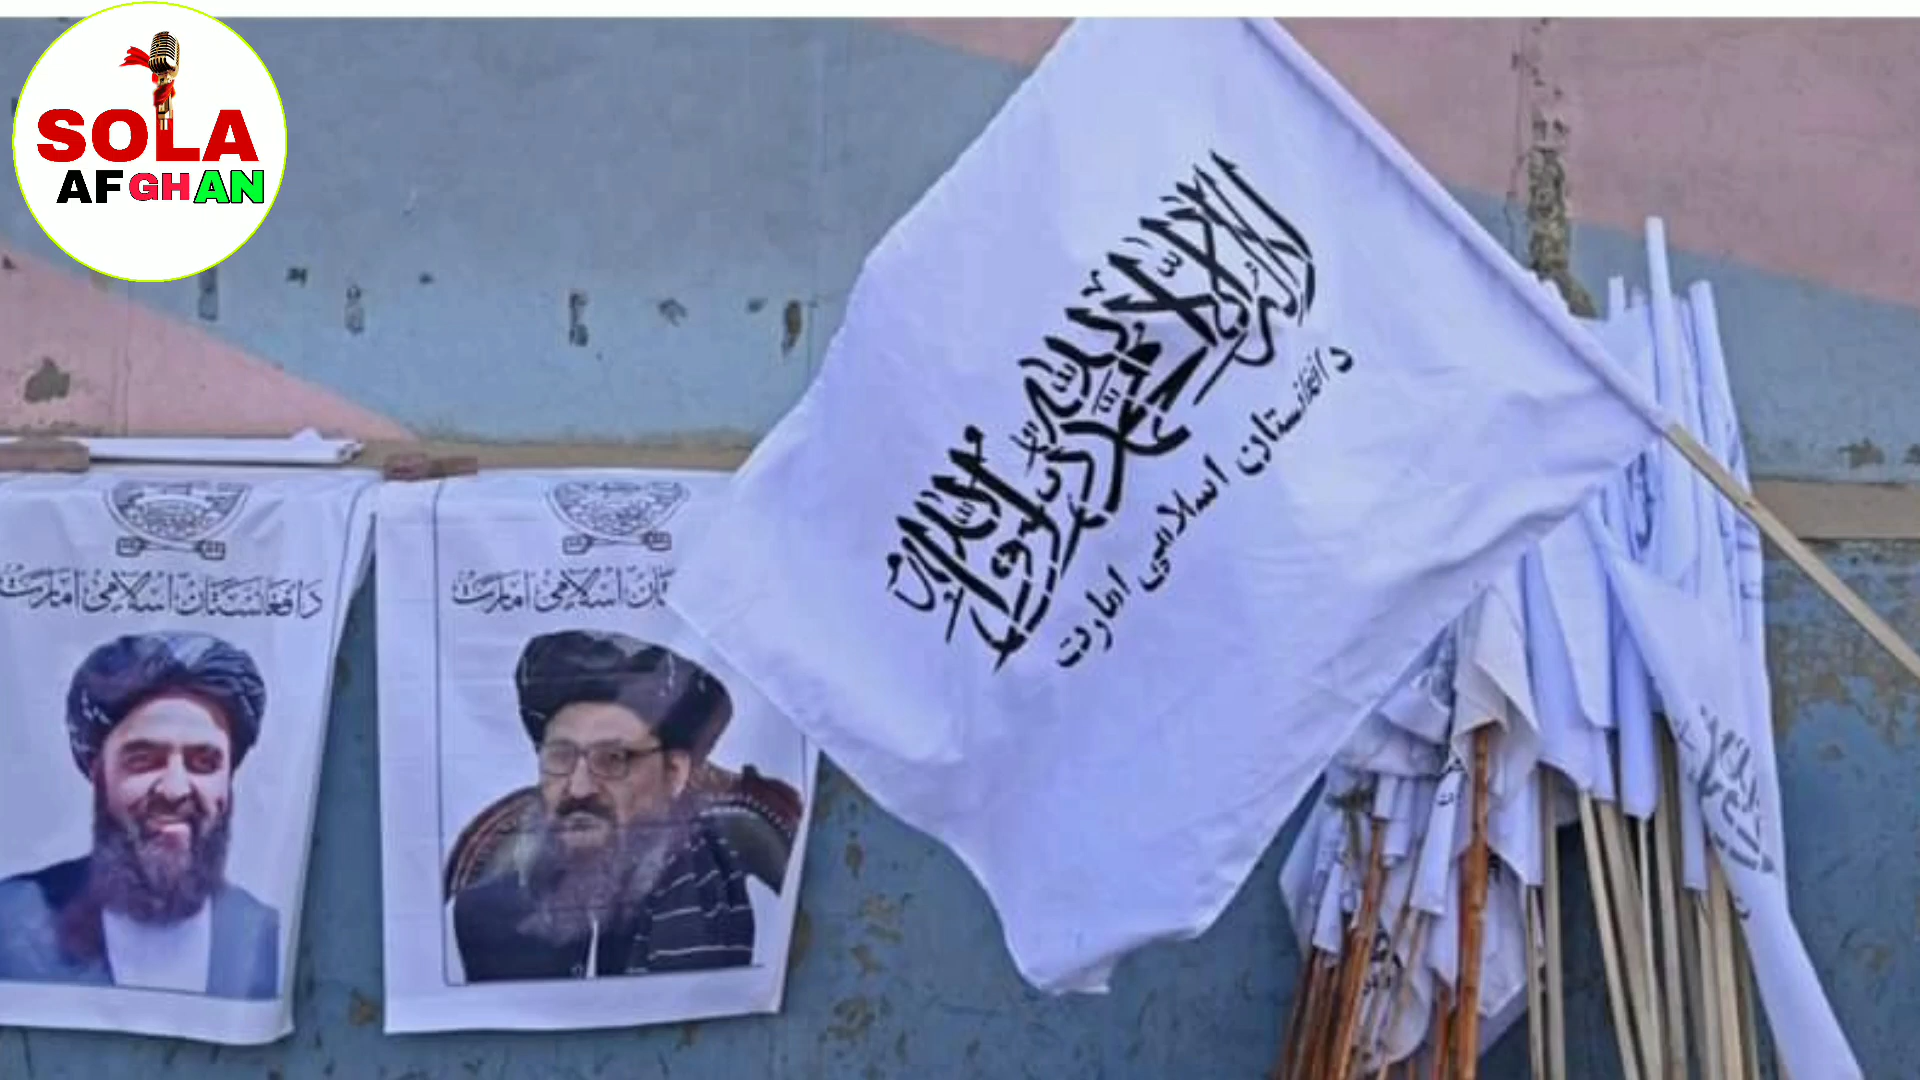 SOLA
AFGHAN
لا إله إلا الله محمد رسول الله
د افغانستان اسلامی امارت
د افغانستان اسلامی امارت
اسلامی امارت